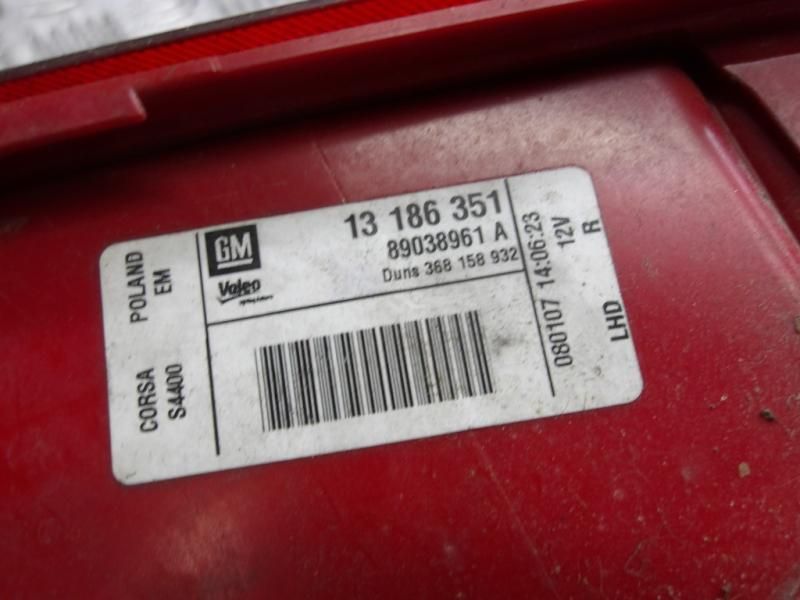 POLAND
EM
CORSA
S4400
GM
Valeo
13 186 351
89038961 A
Duns 368 158 932
080107 14:06:23
12V
R
LHD